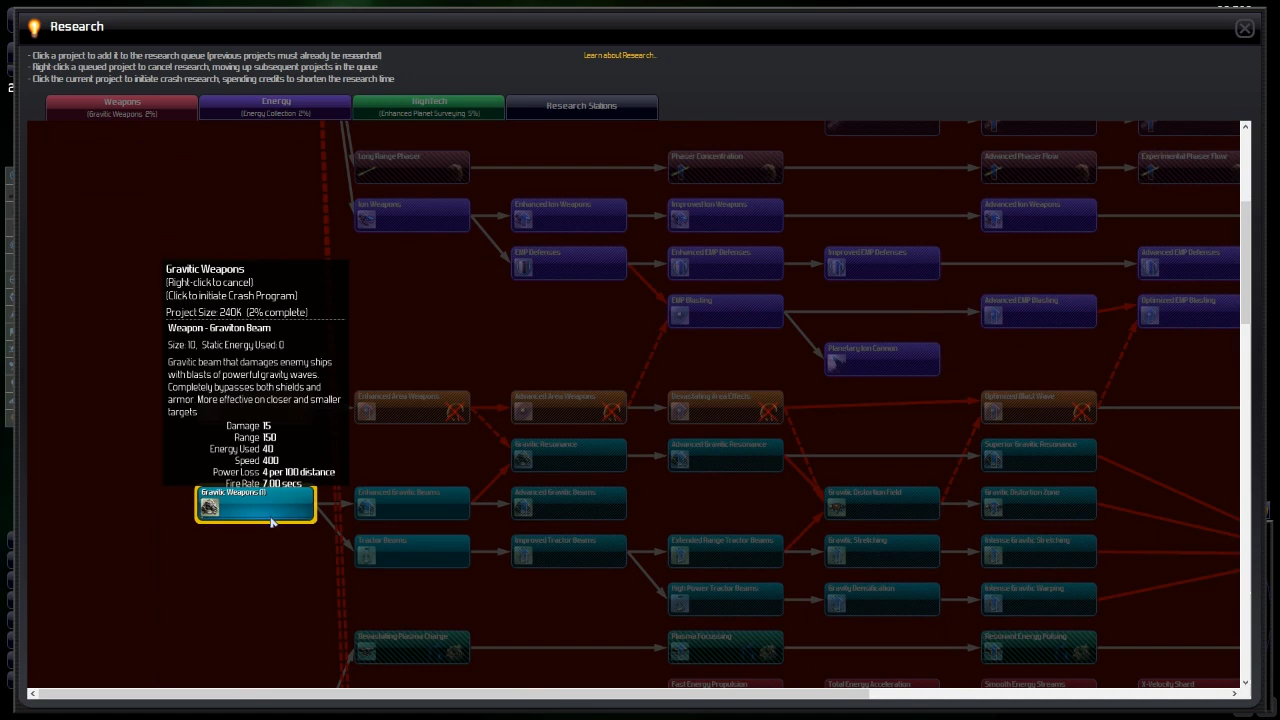 Research
- Click a project to add it to the research queue (previous projects must already be researched)
- Right-click a queued project to cancel research, moving up subsequent projects in the queue
- Click the current project to initiate crash research, spending credits to shorten the research time
Learn about Research...
Weapons
(Gravitic Weapons 2%)
Energy
(Energy Collection 2%)
HighTech
(Enhanced Planet Surveying 5%)
Research Stations
Long Range Phaser
Phaser Concentration
Advanced Phaser Flow
Experimental Phaser Flow
Ion Weapons
Enhanced Ion Weapons
Improved Ion Weapons
Advanced Ion Weapons
EMP Defenses
Enhanced EMP Defenses
Improved EMP Defenses
Advanced EMP Defenses
EMP Blasting
Advanced EMP Blasting
Optimized EMP Blasting
Planetary Ion Cannon
Gravitic Weapons
(Right-click to cancel)
(Click to initiate Crash Program)
Project Size: 240K (2% complete)
Weapon - Graviton Beam
Size: 10, Static Energy Used: 0
Gravitic beam that damages enemy ships
with blasts of powerful gravity waves.
Completely bypasses both shields and
armor. More effective on closer and smaller
targets
Damage 15
Range 150
Energy Used 40
Speed 400
Power Loss 4 per 100 distance
Fire Rate 7.00 secs
Enhanced Area Weapons
Advanced Area Weapons
Devastating Area Effects
Optimized Blast Wave
Gravitic Resonance
Advanced Gravitic Resonance
Superior Gravitic Resonance
Gravitic Weapons (1)
Enhanced Gravitic Beams
Advanced Gravitic Beams
Gravitic Distortion Field
Gravitic Distortion Zone
Tractor Beams
Improved Tractor Beams
Extended Range Tractor Beams
Gravitic Stretching
Intense Gravitic Stretching
High Power Tractor Beams
Gravity Densification
Intense Gravitic Warping
Devastating Plasma Charge
Plasma Focussing
Resonant Energy Pulsing
Fast Energy Propulsion
Total Energy Acceleration
Smooth Energy Streams
X-Velocity Shard